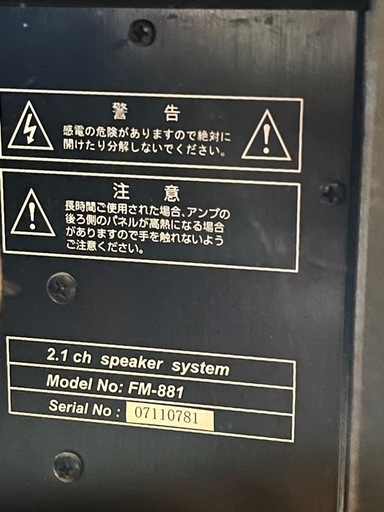 警告
感電の危険がありますので絶対に
開けたり分解しないでください。
注意
長時間ご使用された場合、アンプの
後ろ側のパネルが高熱になる場合
がありますので手を触れないよう
ご注意ください。
2.1 ch speaker system
Model No: FM-881
Serial No : 07110781